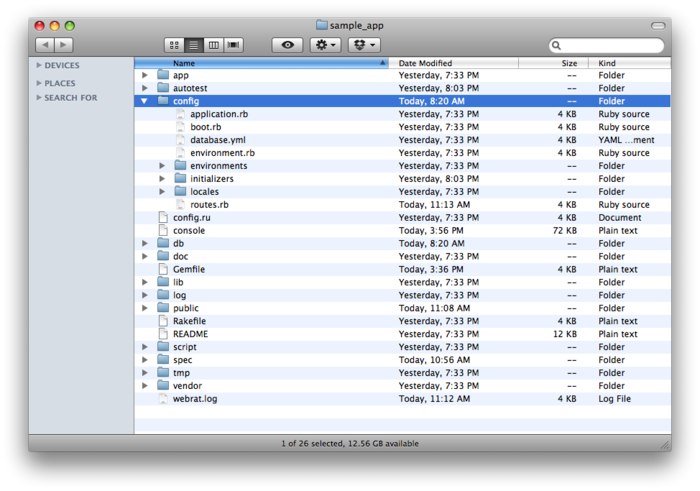 sample_app
Name Date Modified Size Kind
DEVICES
PLACES
SEARCH FOR
app Yesterday, 7:33 PM -- Folder
autotest Yesterday, 8:03 PM -- Folder
config Today, 8:20 AM -- Folder
application.rb Yesterday, 7:33 PM 4 KB Ruby source
boot.rb Yesterday, 7:33 PM 4 KB Ruby source
database.yml Yesterday, 7:33 PM 4 KB YAML ...ment
environment.rb Yesterday, 7:33 PM 4 KB Ruby source
environments Yesterday, 7:33 PM -- Folder
initializers Yesterday, 8:03 PM -- Folder
locales Yesterday, 7:33 PM -- Folder
routes.rb Today, 11:13 AM 4 KB Ruby source
config.ru Yesterday, 7:33 PM 4 KB Document
console Today, 3:56 PM 72 KB Plain text
db Today, 8:20 AM -- Folder
doc Yesterday, 7:33 PM -- Folder
Gemfile Today, 3:36 PM 4 KB Plain text
lib Yesterday, 7:33 PM -- Folder
log Yesterday, 7:33 PM -- Folder
public Today, 11:08 AM -- Folder
Rakefile Yesterday, 7:33 PM 4 KB Plain text
README Yesterday, 7:33 PM 12 KB Plain text
script Yesterday, 7:33 PM -- Folder
spec Today, 10:56 AM -- Folder
tmp Yesterday, 7:33 PM -- Folder
vendor Yesterday, 7:33 PM -- Folder
webrat.log Today, 11:12 AM 4 KB Log File
1 of 26 selected, 12.56 GB available